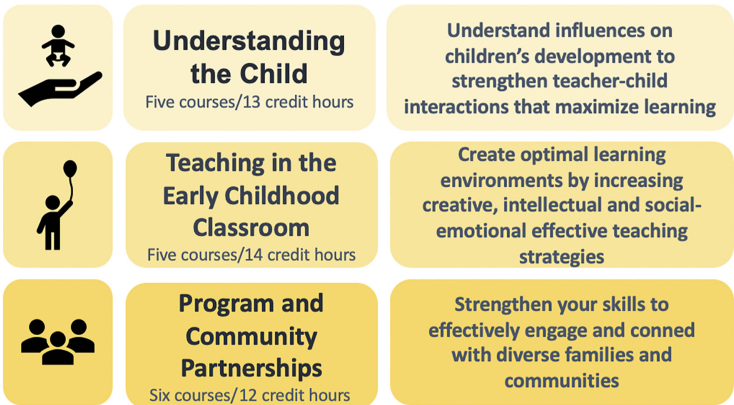 Understanding
the Child
Five courses/13 credit hours
Understand influences on
children’s development to
strengthen teacher-child
interactions that maximize learning
Teaching in the
Early Childhood
Classroom
Five courses/14 credit hours
Create optimal learning
environments by increasing
creative, intellectual and social-
emotional effective teaching
strategies
Program and
Community
Partnerships
Six courses/12 credit hours
Strengthen your skills to
effectively engage and conned
with diverse families and
communities